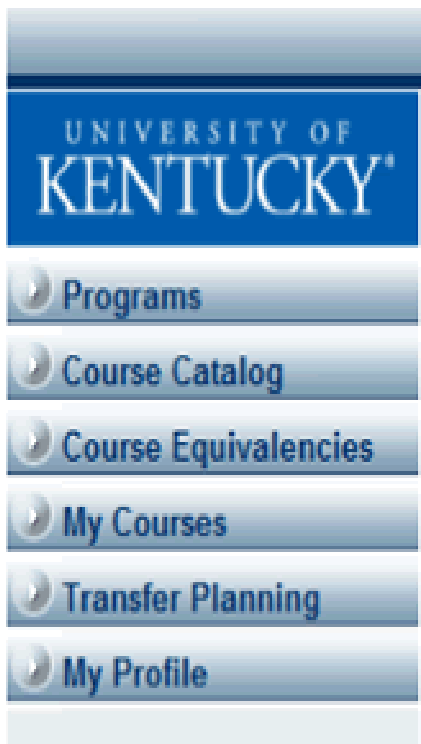 UNIVERSITY OF
KENTUCKY
Programs
Course Catalog
Course Equivalencies
My Courses
Transfer Planning
My Profile